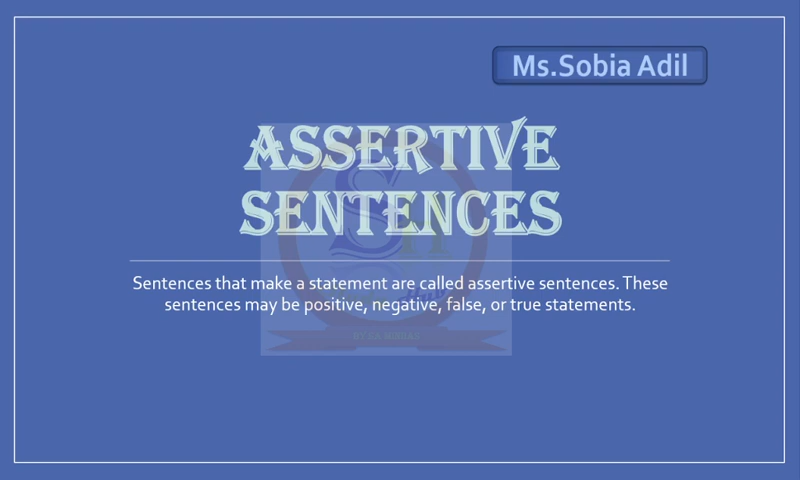 Ms.Sobia Adil
ASSERTIVE
SENTENCES
Sentences that make a statement are called assertive sentences. These
sentences may be positive, negative, false, or true statements.